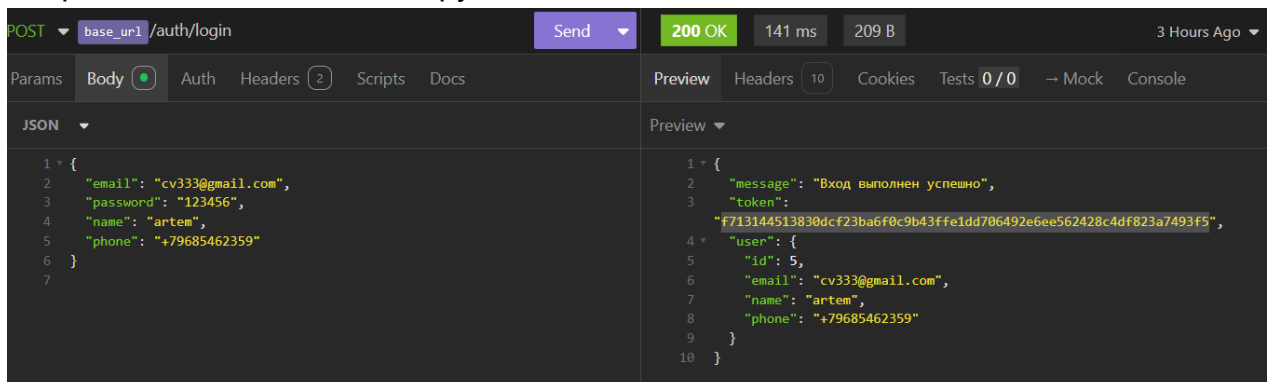 POST base_url /auth/login Send 200 OK 141 ms 209 B 3 Hours Ago
Params Body Auth Headers 2 Scripts Docs Preview Headers 10 Cookies Tests 0 / 0 → Mock Console
JSON Preview
1 {
2 "email": "cv333@gmail.com",
3 "password": "123456",
4 "name": "artem",
5 "phone": "+79685462359"
6 }
7
1 {
2 "message": "Вход выполнен успешно",
3 "token":
"f713144513830dcf23ba6f0c9b43ffe1dd706492e6ee562428c4df823a7493f5",
4 "user": {
5 "id": 5,
6 "email": "cv333@gmail.com",
7 "name": "artem",
8 "phone": "+79685462359"
9 }
10 }